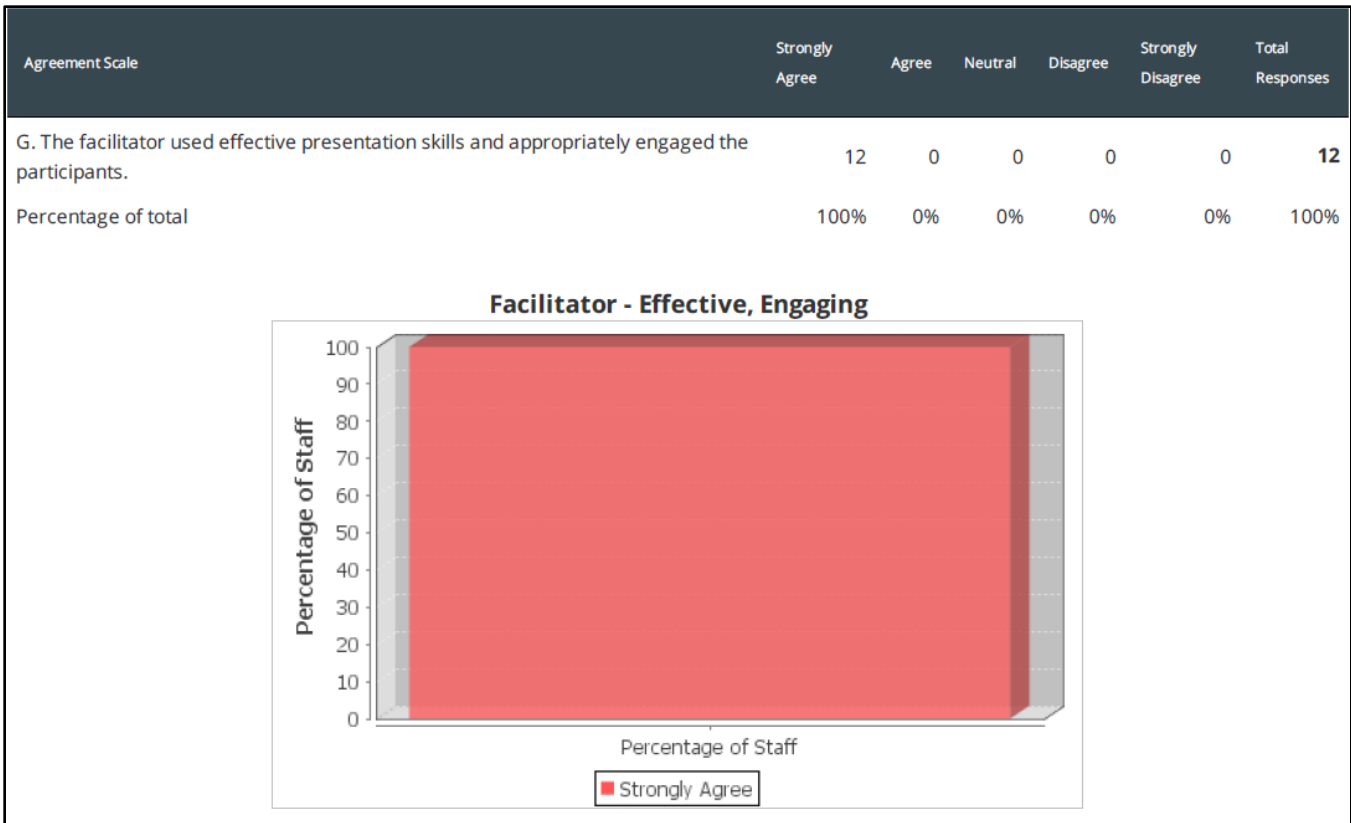 Agreement Scale
Strongly Agree
Agree
Neutral
Disagree
Strongly Disagree
Total Responses
G. The facilitator used effective presentation skills and appropriately engaged the
participants.
12 0 0 0 0 12
Percentage of total 100% 0% 0% 0% 0% 100%
Facilitator - Effective, Engaging
Percentage of Staff
100
90
80
70
60
50
40
30
20
10
0
Percentage of Staff
Strongly Agree